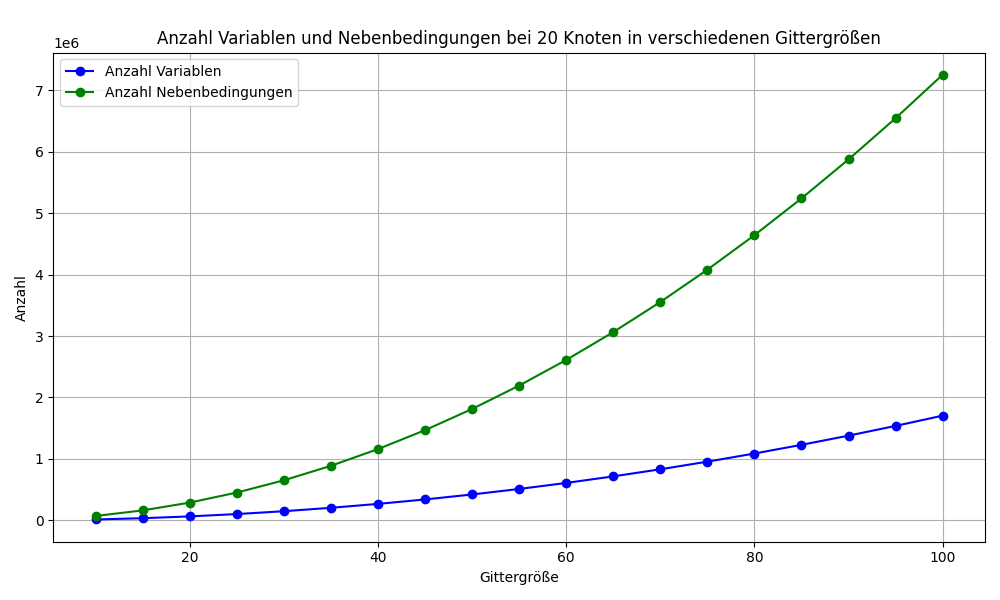 Anzahl Variablen und Nebenbedingungen bei 20 Knoten in verschiedenen Gittergrößen
1e6
Anzahl Variablen
Anzahl Nebenbedingungen
7
6
5
4
3
2
1
0
Anzahl
20 40 60 80 100
Gittergröße